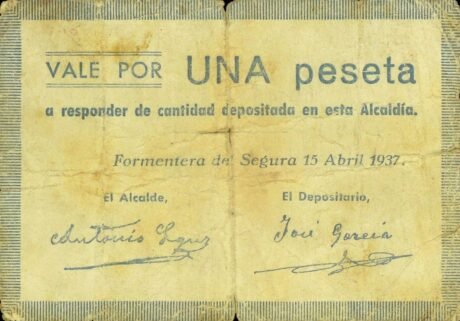 VALE POR UNA peseta
a responder de cantidad depositada en esta Alcaldía.
Formentera de Segura 15 Abril 1937.
El Alcalde, El Depositario,
Antonio José García